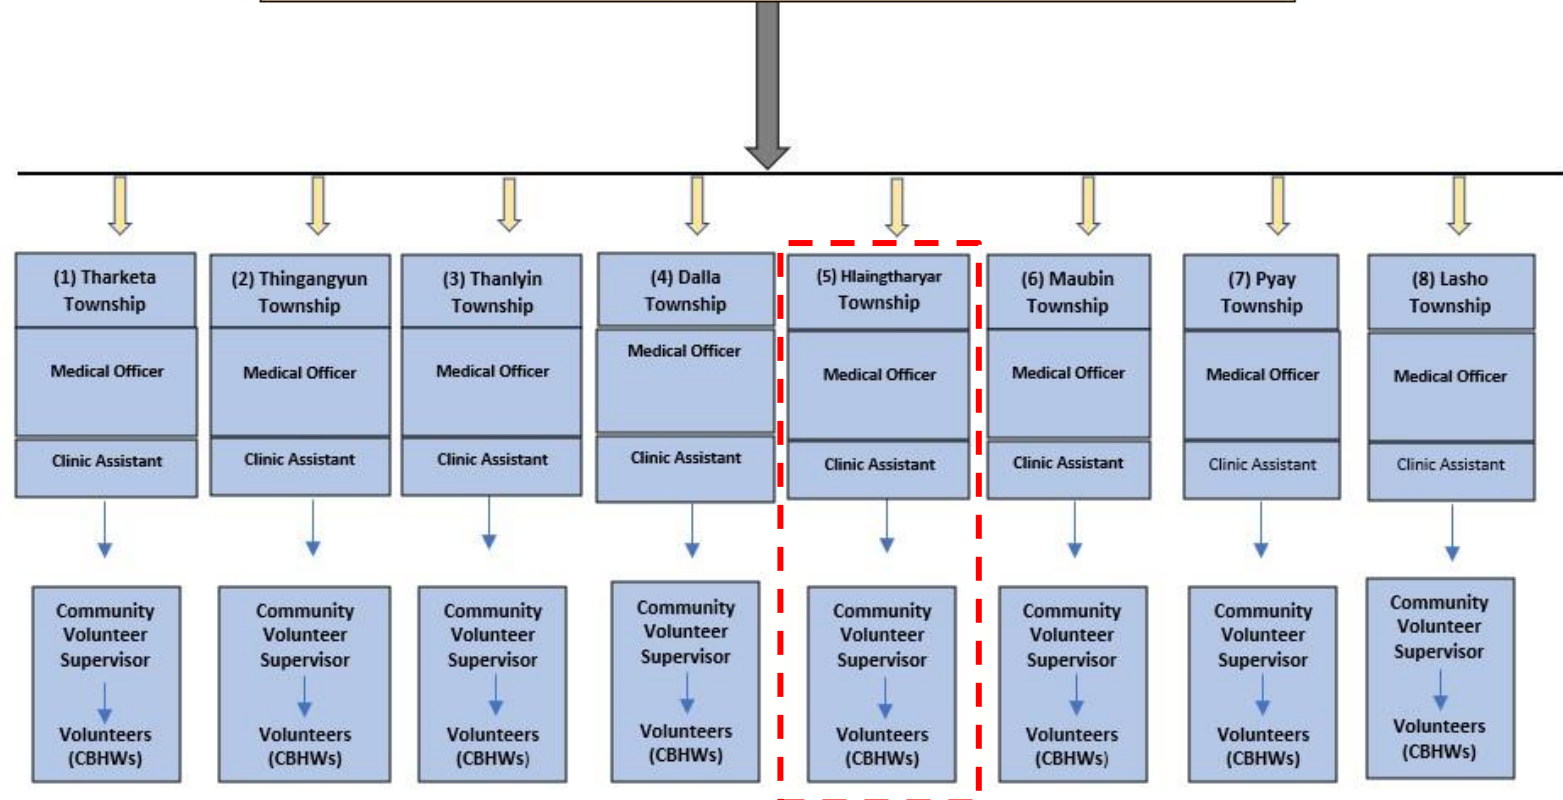 (1) Tharketa
Township
Medical Officer
Clinic Assistant
Community
Volunteer
Supervisor
Volunteers
(CBHWs)
(2) Thingangyun
Township
Medical Officer
Clinic Assistant
Community
Volunteer
Supervisor
Volunteers
(CBHWs)
(3) Thanlyin
Township
Medical Officer
Clinic Assistant
Community
Volunteer
Supervisor
Volunteers
(CBHWs)
(4) Dalla
Township
Medical Officer
Clinic Assistant
Community
Volunteer
Supervisor
Volunteers
(CBHWs)
(5) Hlaingtharyar
Township
Medical Officer
Clinic Assistant
Community
Volunteer
Supervisor
Volunteers
(CBHWs)
(6) Maubin
Township
Medical Officer
Clinic Assistant
Community
Volunteer
Supervisor
Volunteers
(CBHWs)
(7) Pyay
Township
Medical Officer
Clinic Assistant
Community
Volunteer
Supervisor
Volunteers
(CBHWs)
(8) Lasho
Township
Medical Officer
Clinic Assistant
Community
Volunteer
Supervisor
Volunteers
(CBHWs)